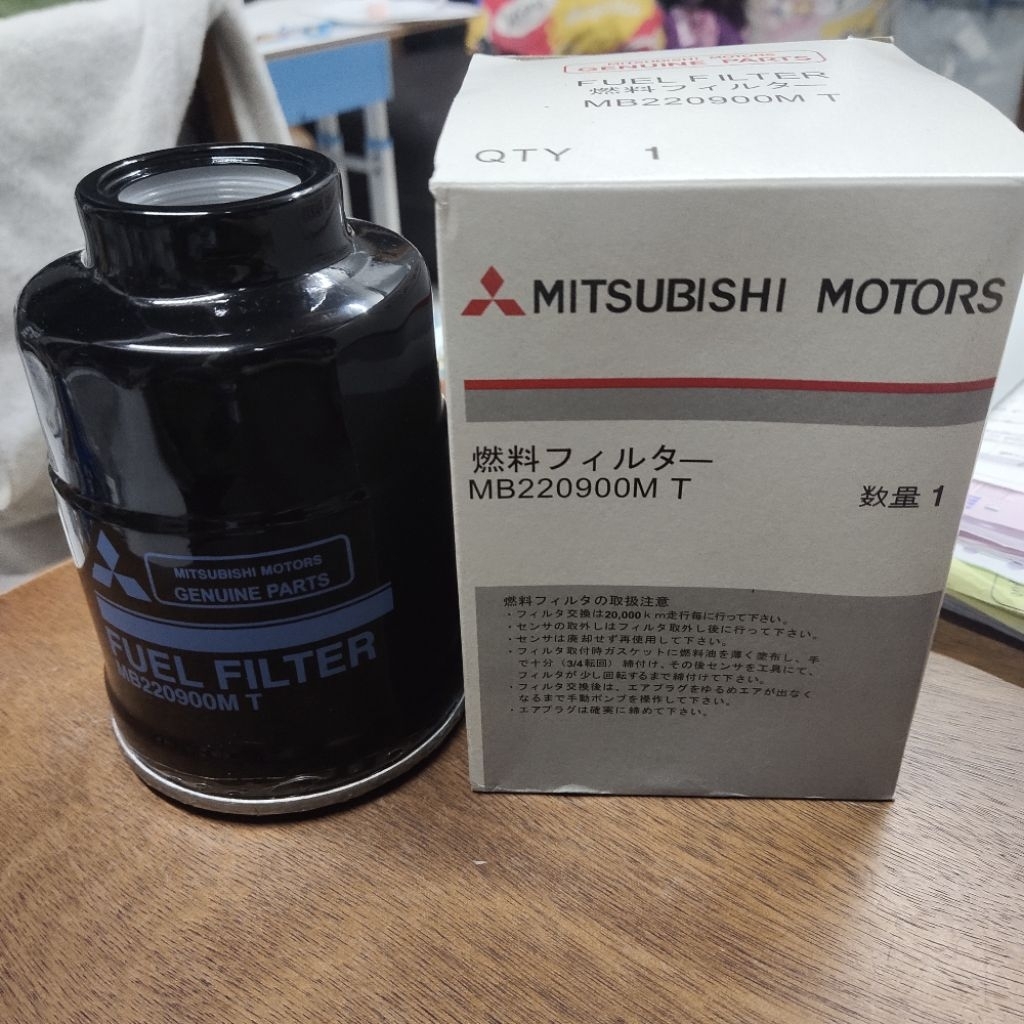 MITSUBISHI MOTORS
GENUINE PARTS
FUEL FILTER
燃料フィルター
MB220900M T
QTY 1
MITSUBISHI MOTORS
燃料フィルター
MB220900M T
数量 1
燃料フィルタの取扱注意
・フィルタ交換は20,000km走行毎に行って下さい。
・センサの取外しはフィルタ取外し後に行って下さい。
・センサは廃却せず再使用して下さい。
・フィルタ取付時ガスケットに燃料油を薄く塗布し、手
で十分（3/4転回）締付け、その後センサを工具にて、
フィルタが少し回転するまで締付けて下さい。
・フィルタ交換後は、エアプラグをゆるめエアが出なく
なるまで手動ポンプを操作して下さい。
・エアプラグは確実に締めて下さい。
MITSUBISHI MOTORS
GENUINE PARTS
FUEL FILTER
MB220900M T